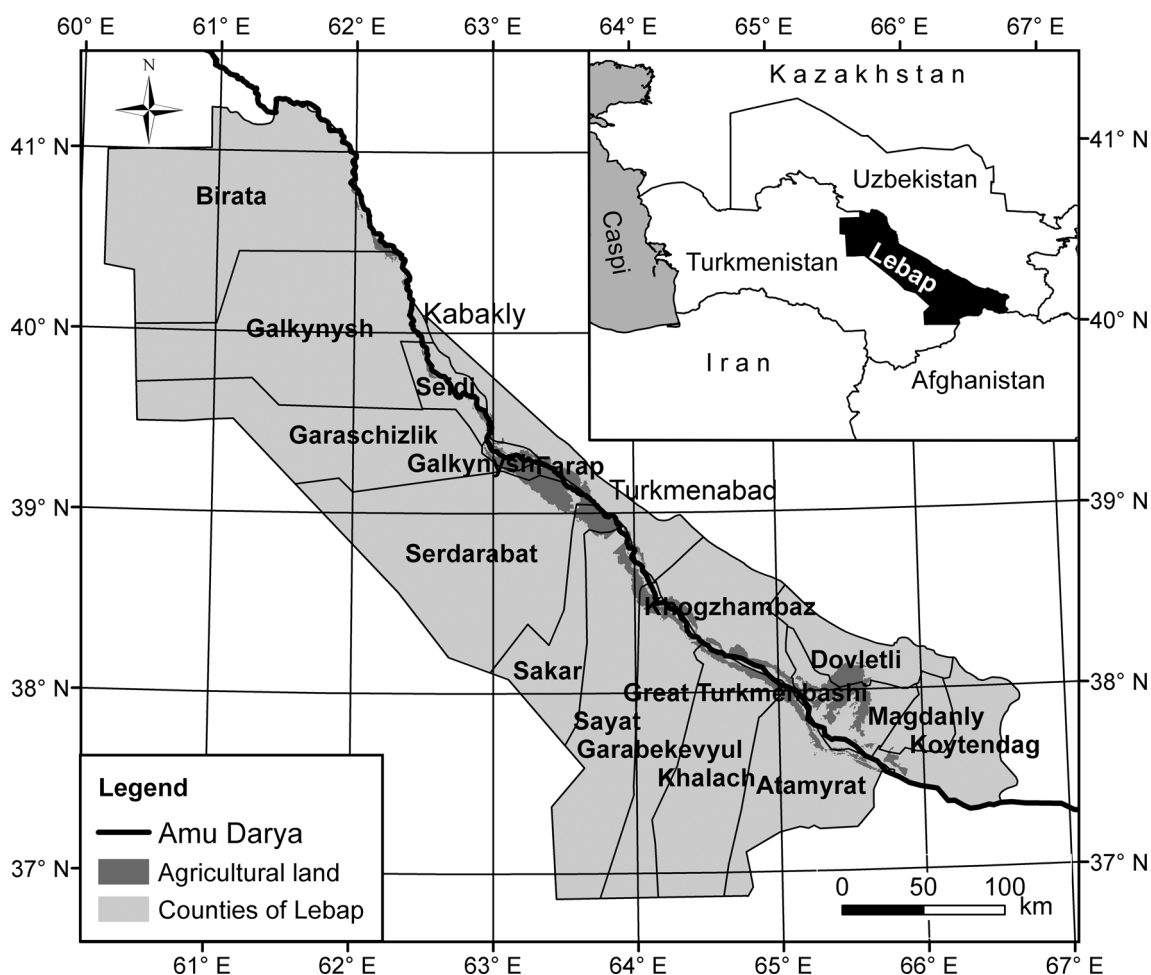 60° E 61° E 62° E 63° E 64° E 65° E 66° E 67° E
N
Kazakhstan
41° N 41° N
Uzbekistan
Birata
Caspi
Turkmenistan
Lebap
Kabakly
40° N 40° N
Galkynysh
Iran
Afghanistan
Seidi
Garaschizlik
Galkynysh Farap
Turkmenabad
39° N 39° N
Serdarabat
Khogzhambaz
Dovletli
Sakar
38° N 38° N
Great Turkmenbashi
Sayat
Magdanly
Garabekevyul
Koytendag
Khalach
Atamyrat
Legend
Amu Darya
Agricultural land
Counties of Lebap
37° N 37° N
0 50 100
km
61° E 62° E 63° E 64° E 65° E 66° E 67° E